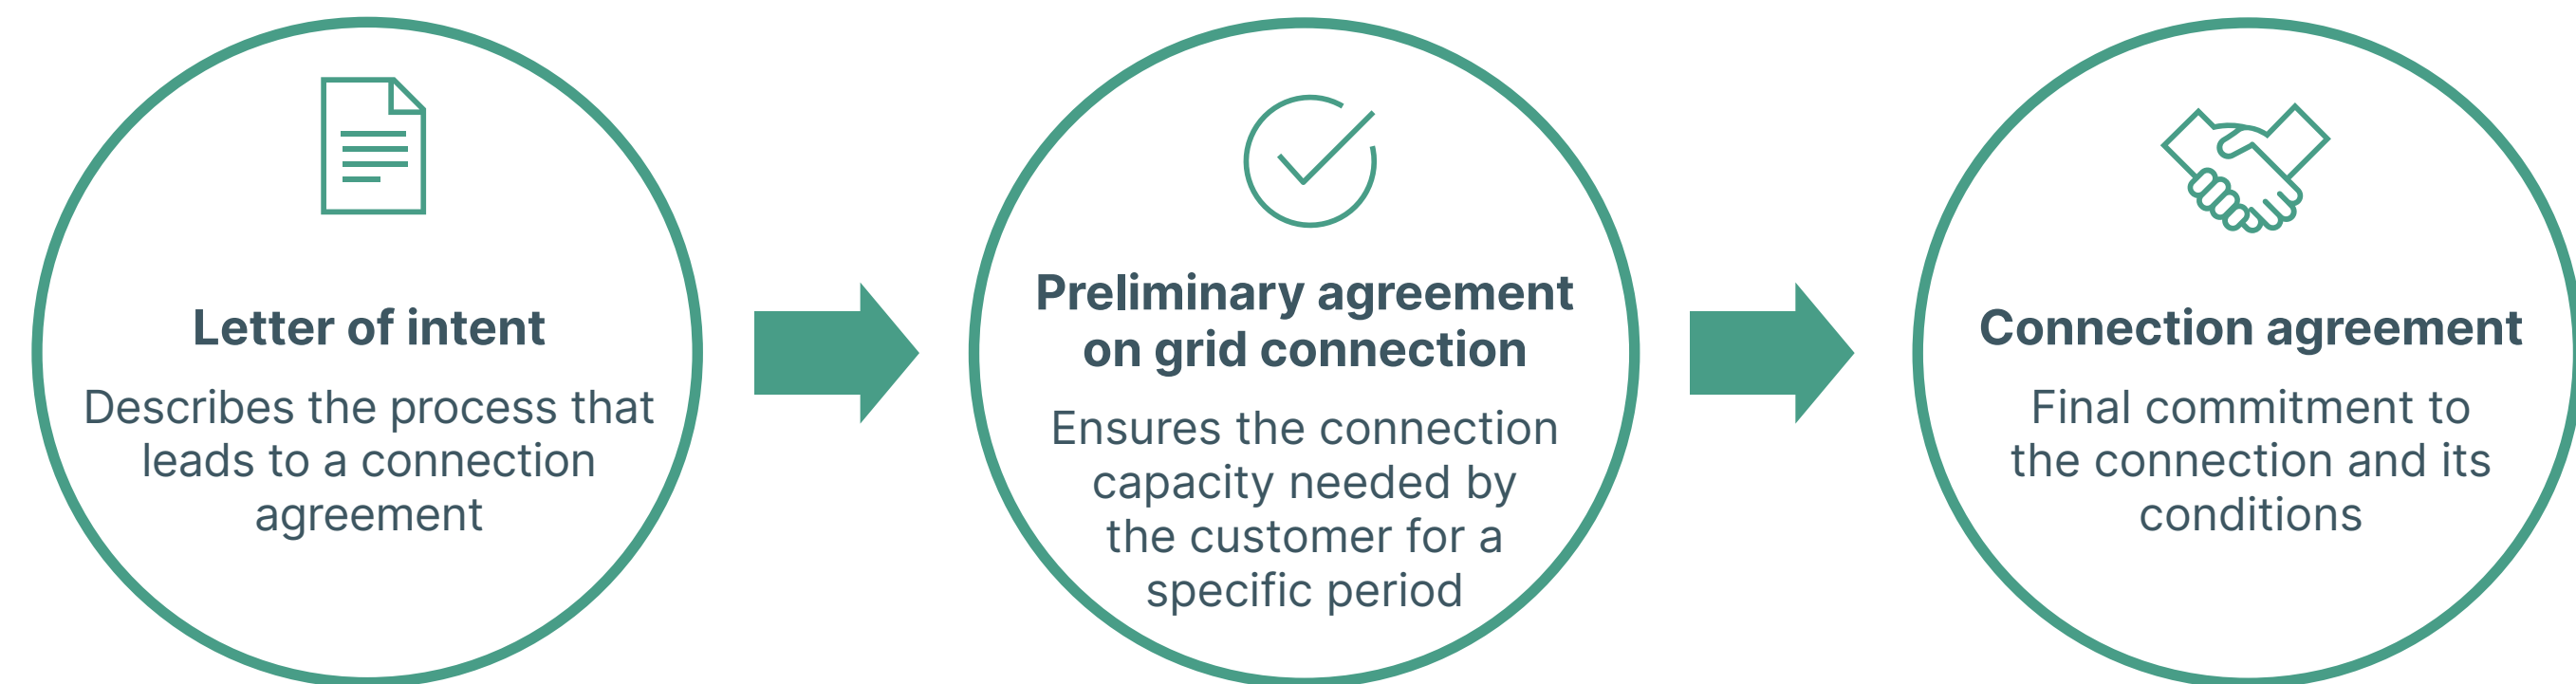 Letter of intent
Describes the process that
leads to a connection
agreement
Preliminary agreement
on grid connection
Ensures the connection
capacity needed by
the customer for a
specific period
Connection agreement
Final commitment to
the connection and its
conditions